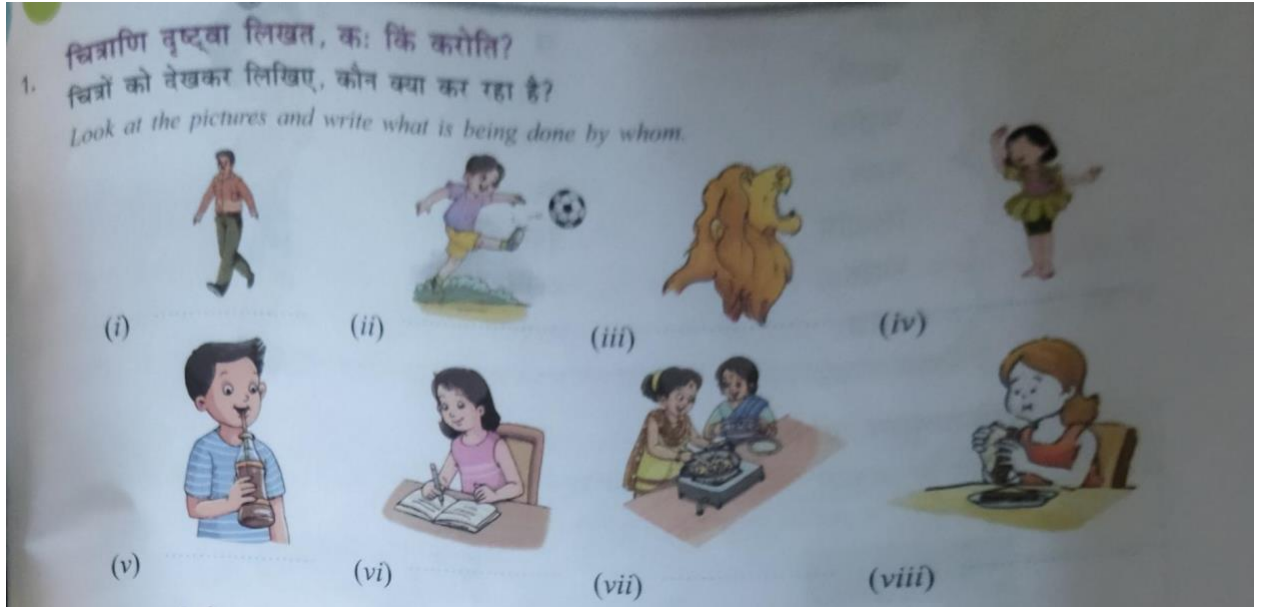 चित्राणि दृष्ट्वा लिखत, कः किं करोति?
1.
चित्रों को देखकर लिखिए, कौन क्या कर रहा है?
Look at the pictures and write what is being done by whom.
(i)
(ii)
(iii)
(iv)
(v)
(vi)
(vii)
(viii)